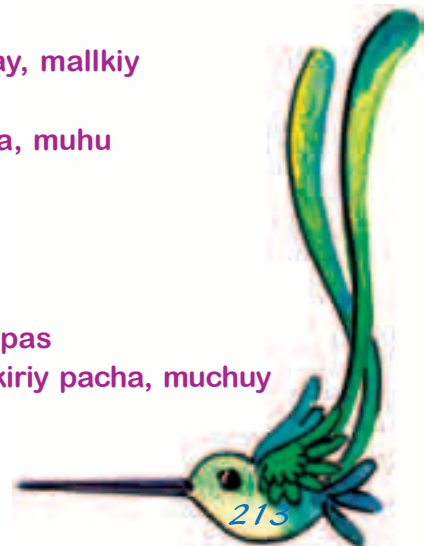 ay, mallkiy
a, muhu
pas
kiriy pacha, muchuy
213